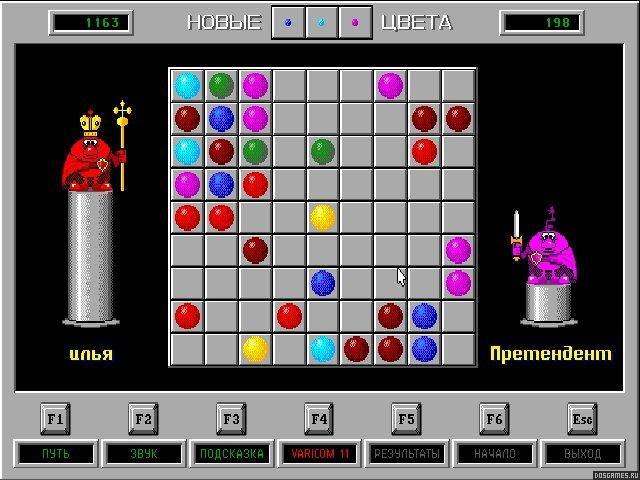 1163 НОВЫЕ ЦВЕТА 198
илья Претендент
F1 F2 F3 F4 F5 F6 Esc
ПУТЬ ЗВУК ПОДСКАЗКА VARICOM 11 РЕЗУЛЬТАТЫ НАЧАЛО ВЫХОД
DOSGAMES.RU